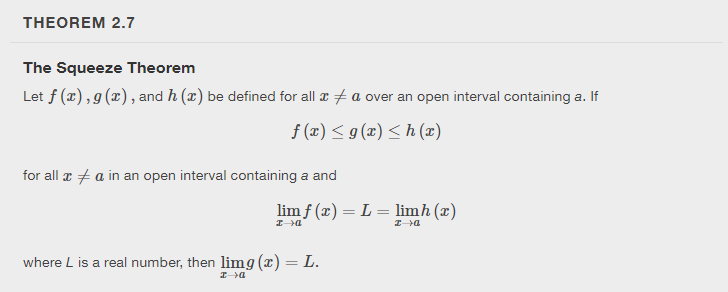 THEOREM 2.7
The Squeeze Theorem
Let f (x) , g (x) , and h (x) be defined for all x ≠ a over an open interval containing a. If
f (x) ≤ g (x) ≤ h (x)
for all x ≠ a in an open interval containing a and
lim f (x) = L = lim h (x)
x→a x→a
where L is a real number, then lim g (x) = L.
x→a